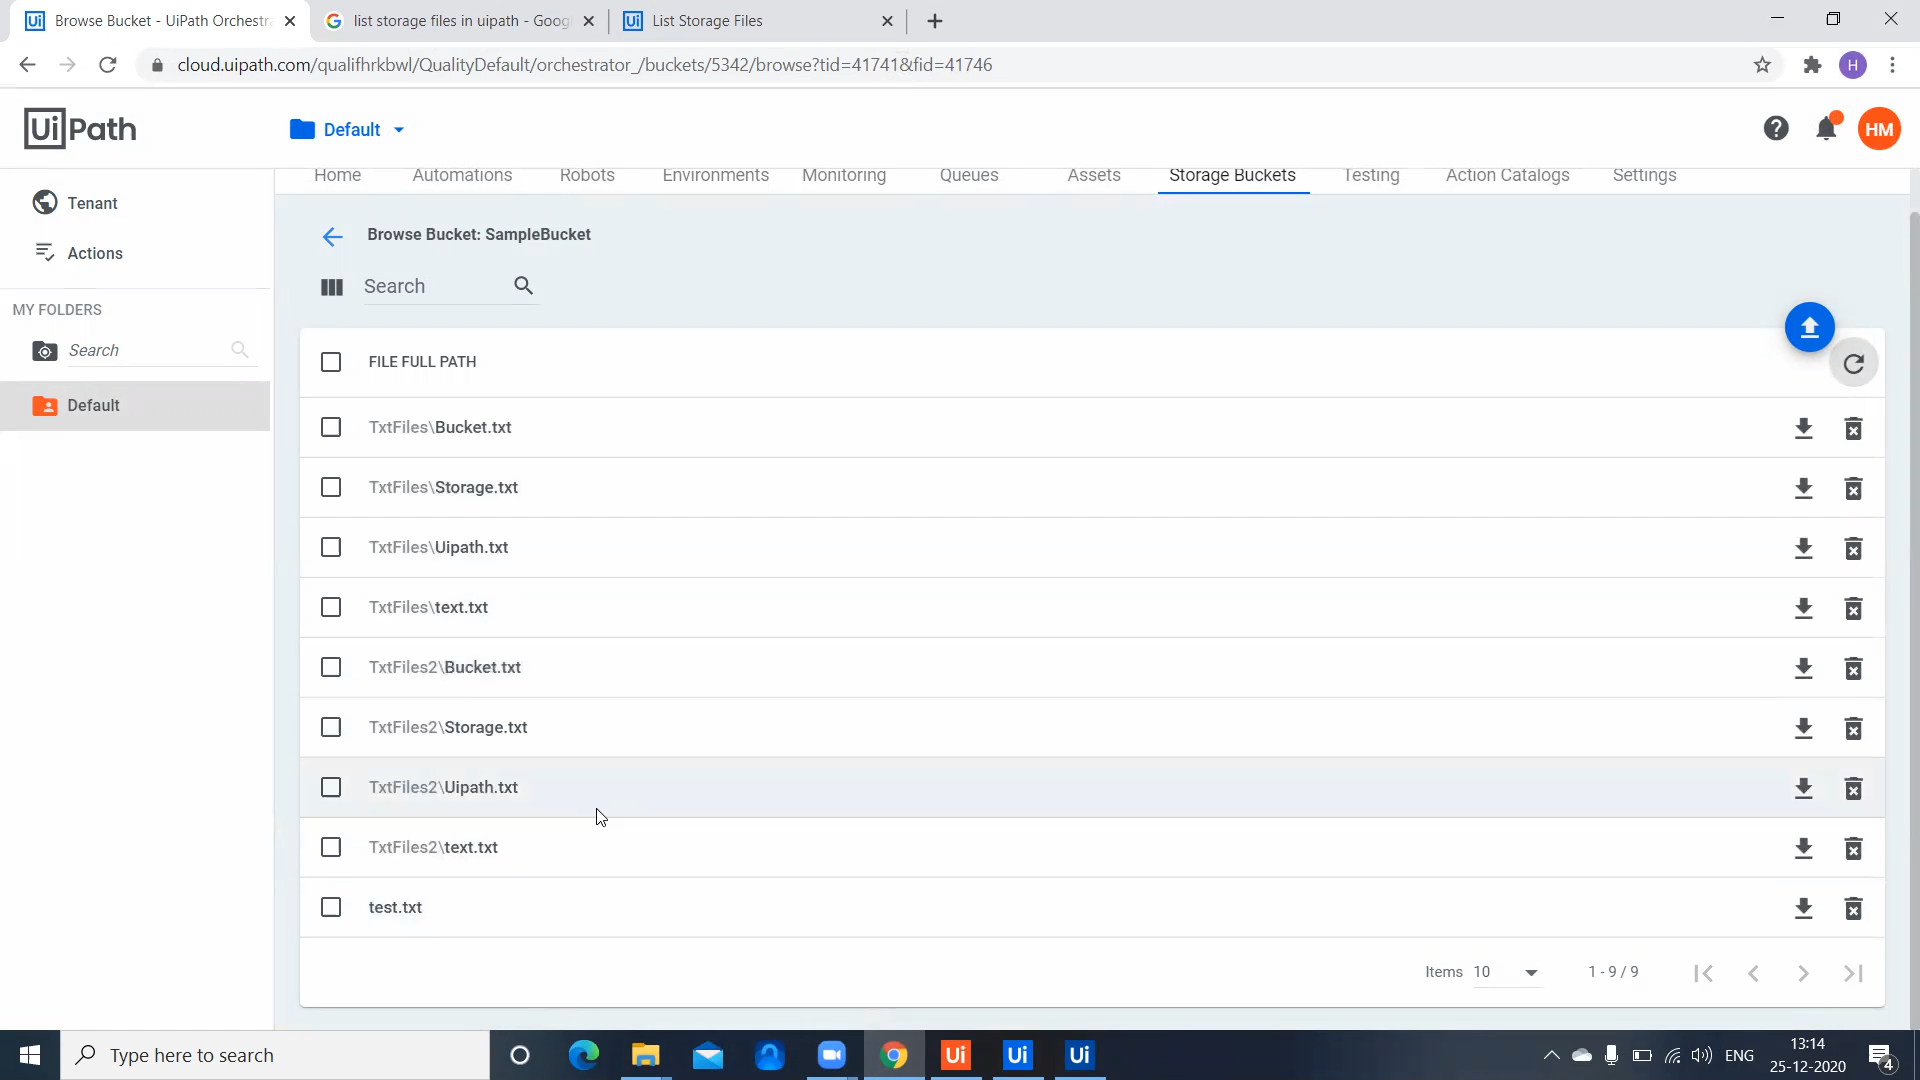 Browse Bucket - UiPath Orchestra
list storage files in uipath - Goog
List Storage Files
cloud.uipath.com/qualifhrkbwl/QualityDefault/orchestrator_/buckets/5342/browse?tid=41741&fid=41746
H
UiPath
Default
HM
Home Automations Robots Environments Monitoring Queues Assets Storage Buckets Testing Action Catalogs Settings
Tenant
Actions
MY FOLDERS
Search
Default
Browse Bucket: SampleBucket
Search
FILE FULL PATH
TxtFiles\Bucket.txt
TxtFiles\Storage.txt
TxtFiles\Uipath.txt
TxtFiles\text.txt
TxtFiles2\Bucket.txt
TxtFiles2\Storage.txt
TxtFiles2\Uipath.txt
TxtFiles2\text.txt
test.txt
Items 10 1 - 9 / 9
Type here to search
Ui Ui Ui
ENG
13:14
25-12-2020
4